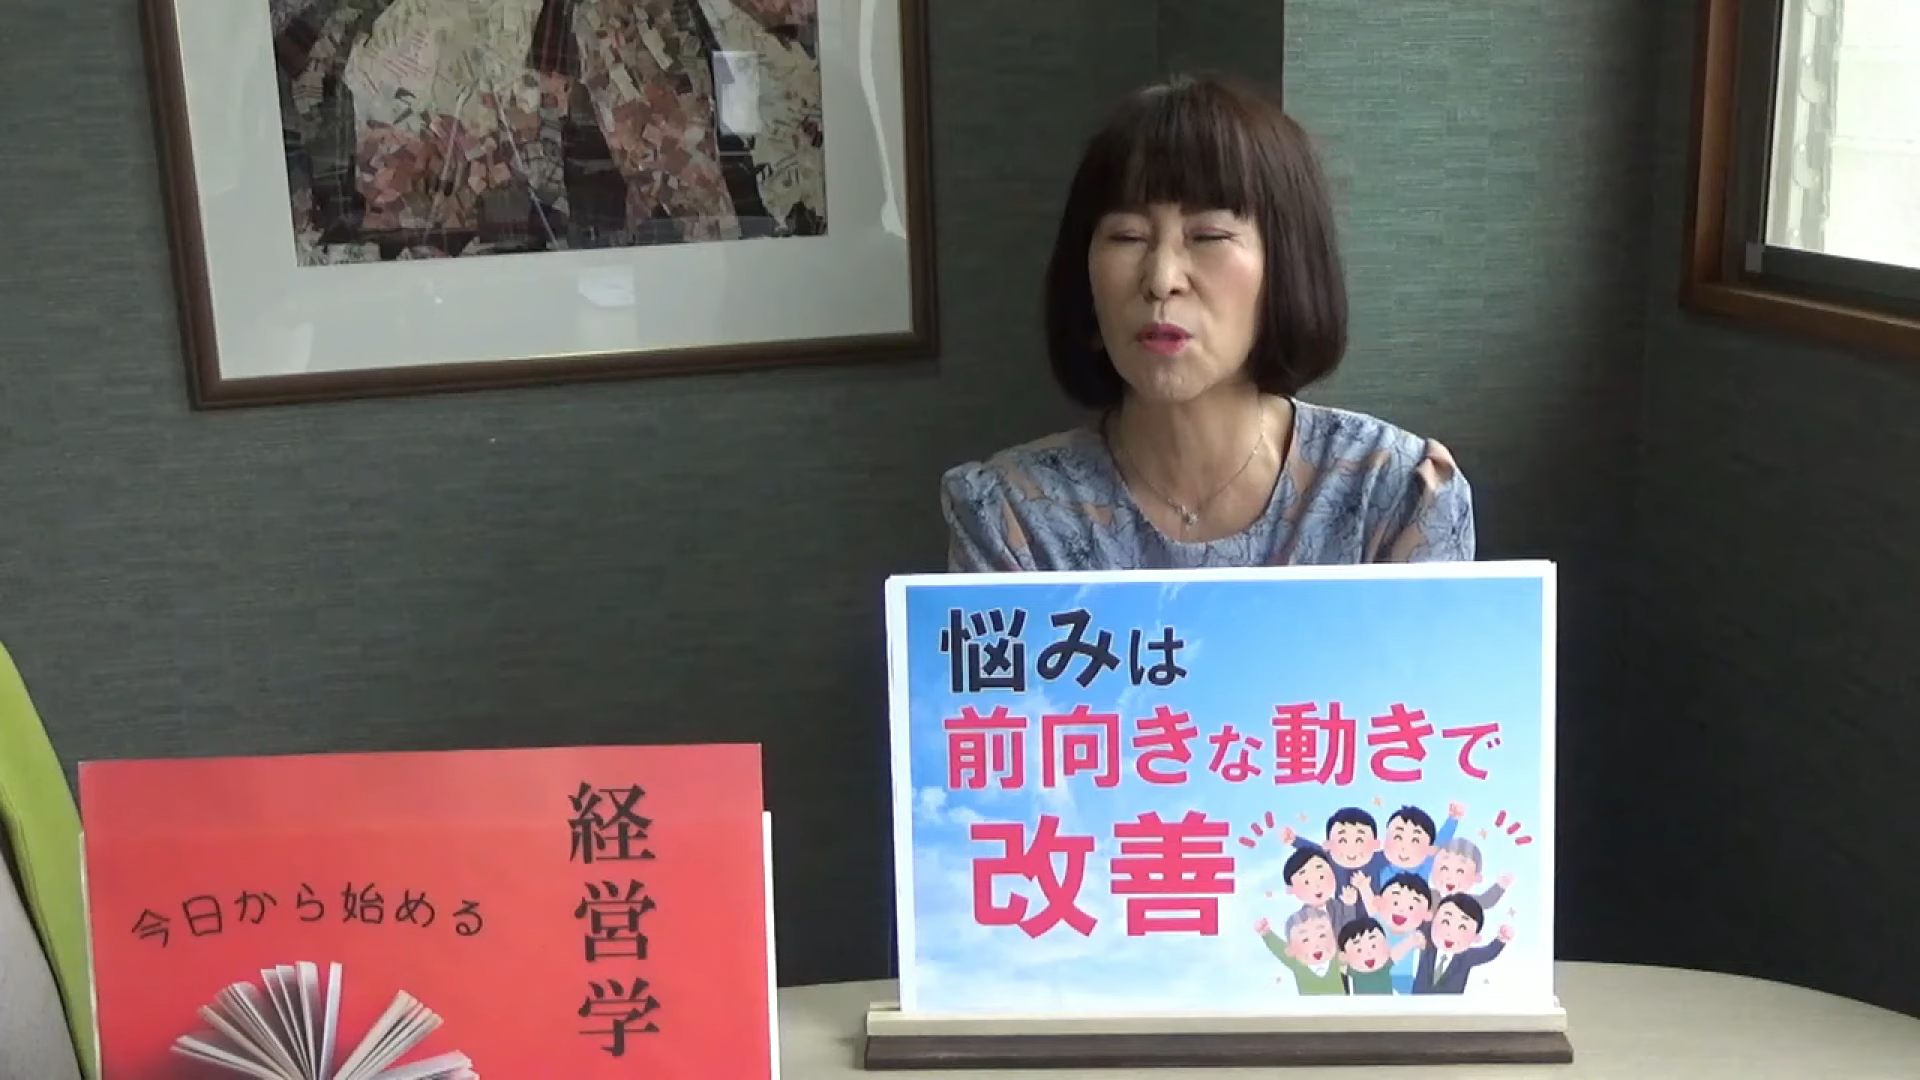 悩みは
前向きな動きで
改善
今日から始める
経営学